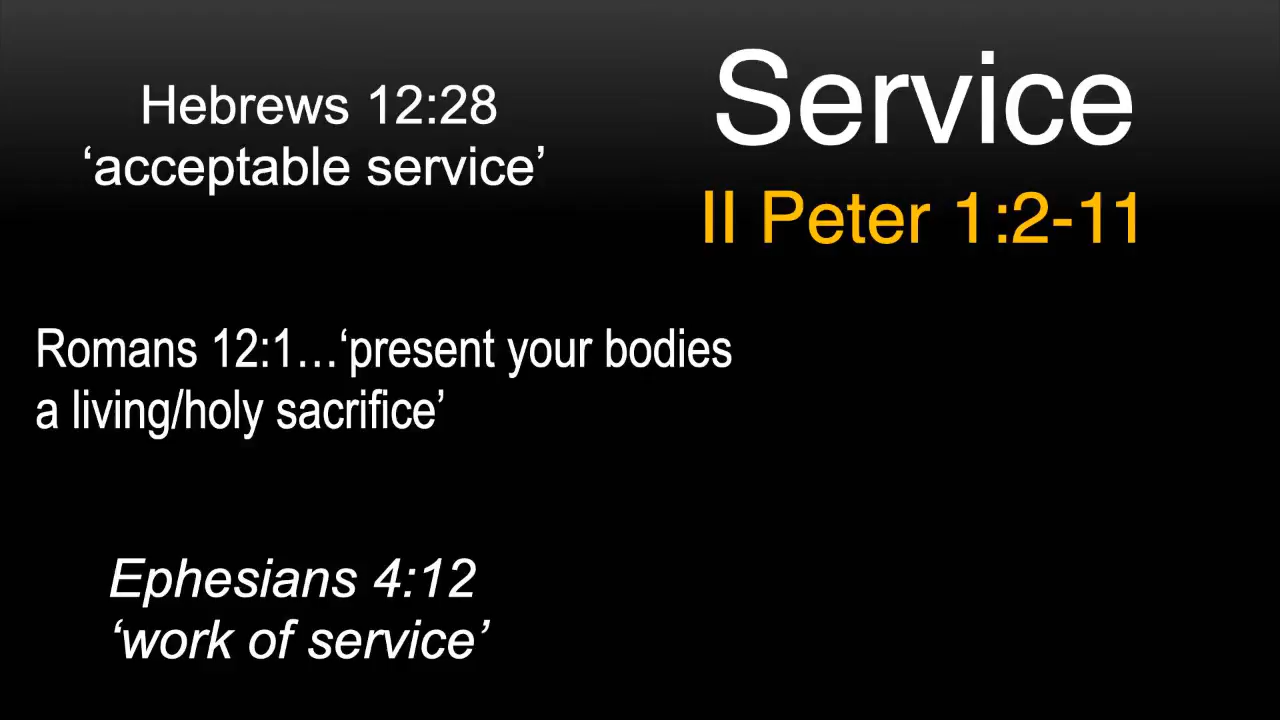 Service
II Peter 1:2-11
Hebrews 12:28
‘acceptable service’
Romans 12:1…‘present your bodies
a living/holy sacrifice’
Ephesians 4:12
‘work of service’